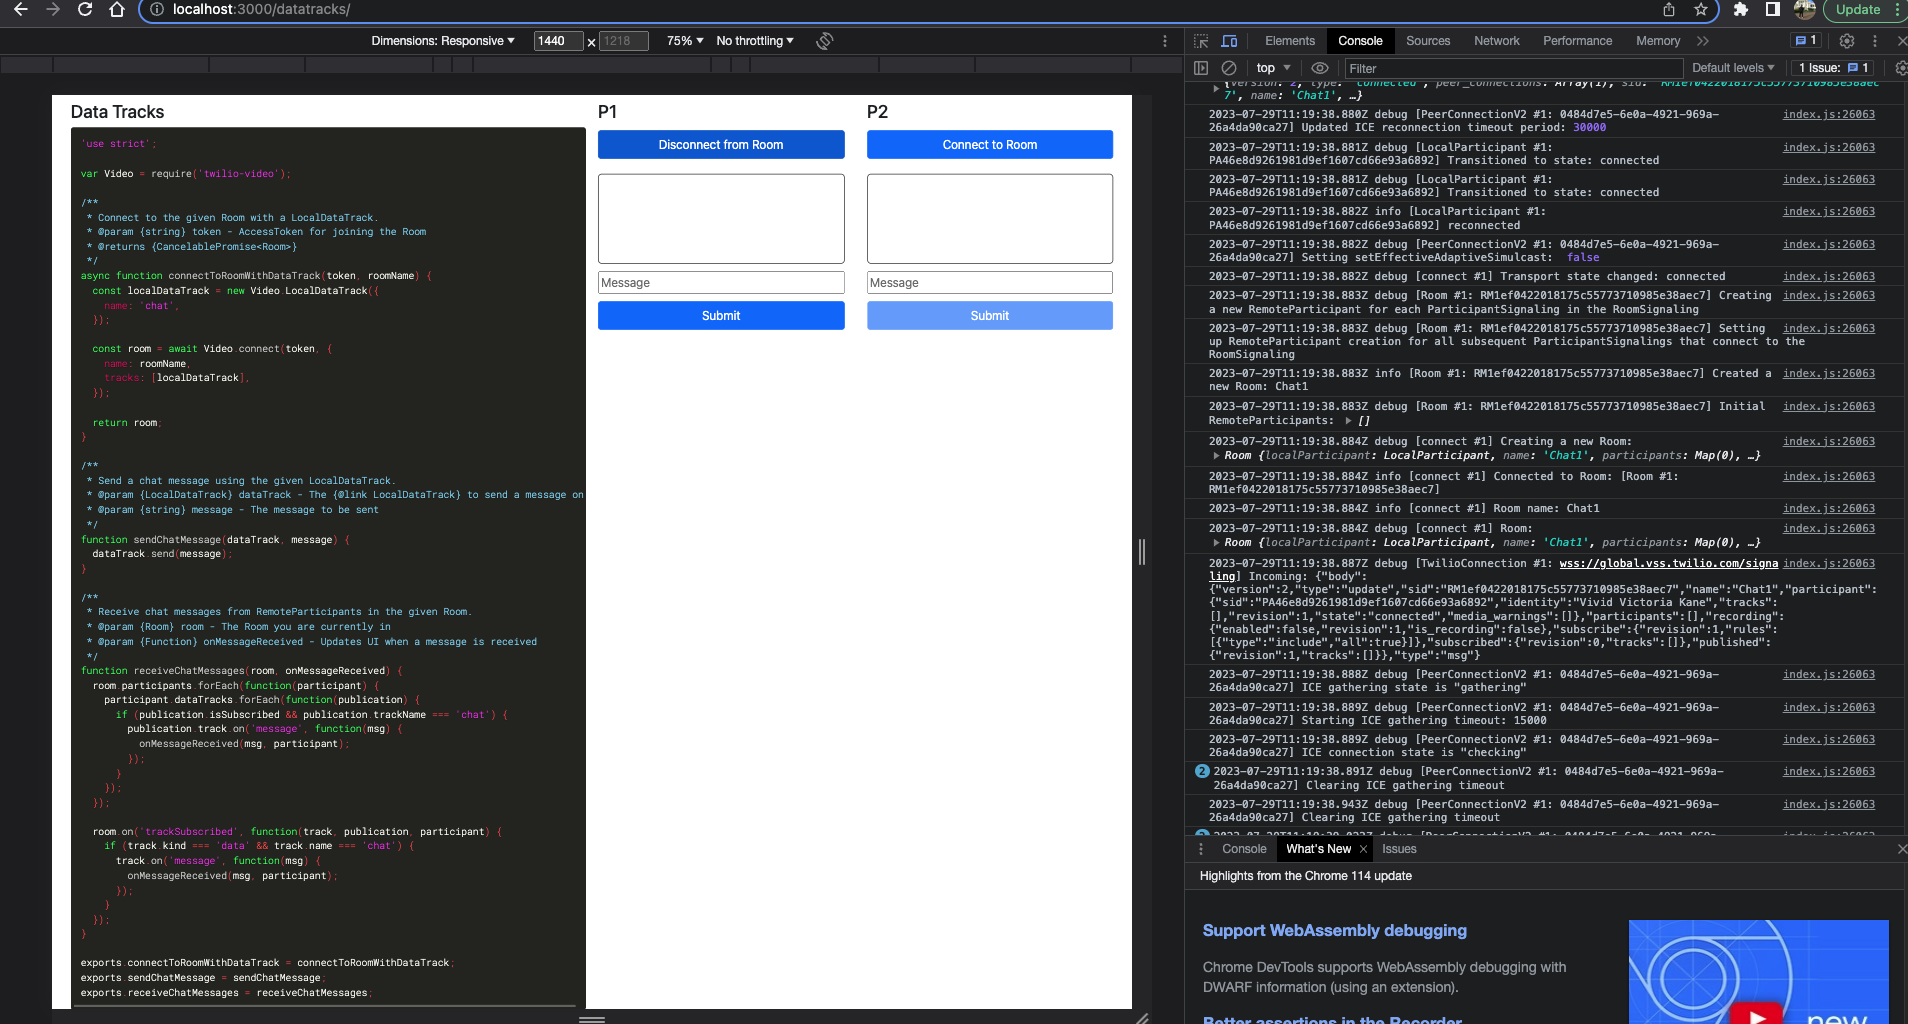 localhost:3000/datatracks/
Update
Dimensions: Responsive 1440 × 1218 75% No throttling
Elements Console Sources Network Performance Memory 1
top Filter Default levels 1 Issue: 1
Data Tracks
'use strict';
var Video = require('twilio-video');
/**
* Connect to the given Room with a LocalDataTrack.
* @param {string} token - AccessToken for joining the Room
* @returns {CancelablePromise<Room>}
*/
async function connectToRoomWithDataTrack(token, roomName) {
const localDataTrack = new Video.LocalDataTrack({
name: 'chat',
});
const room = await Video.connect(token, {
name: roomName,
tracks: [localDataTrack],
});
return room;
}
/**
* Send a chat message using the given LocalDataTrack.
* @param {LocalDataTrack} dataTrack - The {@link LocalDataTrack} to send a message on
* @param {string} message - The message to be sent
*/
function sendChatMessage(dataTrack, message) {
dataTrack.send(message);
}
/**
* Receive chat messages from RemoteParticipants in the given Room.
* @param {Room} room - The Room you are currently in
* @param {Function} onMessageReceived - Updates UI when a message is received
*/
function receiveChatMessages(room, onMessageReceived) {
room.participants.forEach(function(participant) {
participant.dataTracks.forEach(function(publication) {
if (publication.isSubscribed && publication.trackName === 'chat') {
publication.track.on('message', function(msg) {
onMessageReceived(msg, participant);
});
}
});
});
room.on('trackSubscribed', function(track, publication, participant) {
if (track.kind === 'data' && track.name === 'chat') {
track.on('message', function(msg) {
onMessageReceived(msg, participant);
});
}
});
}
exports.connectToRoomWithDataTrack = connectToRoomWithDataTrack;
exports.sendChatMessage = sendChatMessage;
exports.receiveChatMessages = receiveChatMessages;
P1
Disconnect from Room
Message
Submit
P2
Connect to Room
Message
Submit
{version: 2, type: 'connected', peer_connections: Array(1), sid: 'RM1ef0422018175c55773710985e38aec
7', name: 'Chat1', …}
2023-07-29T11:19:38.880Z debug [PeerConnectionV2 #1: 0484d7e5-6e0a-4921-969a- index.js:26063
26a4da90ca27] Updated ICE reconnection timeout period: 30000
2023-07-29T11:19:38.881Z debug [LocalParticipant #1: index.js:26063
PA46e8d9261981d9ef1607cd66e93a6892] Transitioned to state: connected
2023-07-29T11:19:38.881Z debug [LocalParticipant #1: index.js:26063
PA46e8d9261981d9ef1607cd66e93a6892] Transitioned to state: connected
2023-07-29T11:19:38.882Z info [LocalParticipant #1: index.js:26063
PA46e8d9261981d9ef1607cd66e93a6892] reconnected
2023-07-29T11:19:38.882Z debug [PeerConnectionV2 #1: 0484d7e5-6e0a-4921-969a- index.js:26063
26a4da90ca27] Setting setEffectiveAdaptiveSimulcast: false
2023-07-29T11:19:38.882Z debug [connect #1] Transport state changed: connected index.js:26063
2023-07-29T11:19:38.883Z debug [Room #1: RM1ef0422018175c55773710985e38aec7] Creating index.js:26063
a new RemoteParticipant for each ParticipantSignaling in the RoomSignaling
2023-07-29T11:19:38.883Z debug [Room #1: RM1ef0422018175c55773710985e38aec7] Setting index.js:26063
up RemoteParticipant creation for all subsequent ParticipantSignalings that connect to the
RoomSignaling
2023-07-29T11:19:38.883Z info [Room #1: RM1ef0422018175c55773710985e38aec7] Created a index.js:26063
new Room: Chat1
2023-07-29T11:19:38.883Z debug [Room #1: RM1ef0422018175c55773710985e38aec7] Initial index.js:26063
RemoteParticipants: []
2023-07-29T11:19:38.884Z debug [connect #1] Creating a new Room: index.js:26063
Room {localParticipant: LocalParticipant, name: 'Chat1', participants: Map(0), …}
2023-07-29T11:19:38.884Z info [connect #1] Connected to Room: [Room #1: index.js:26063
RM1ef0422018175c55773710985e38aec7]
2023-07-29T11:19:38.884Z info [connect #1] Room name: Chat1 index.js:26063
2023-07-29T11:19:38.884Z debug [connect #1] Room: index.js:26063
Room {localParticipant: LocalParticipant, name: 'Chat1', participants: Map(0), …}
2023-07-29T11:19:38.887Z debug [TwilioConnection #1: wss://global.vss.twilio.com/signa index.js:26063
ling] Incoming: {"body":
{"version":2,"type":"update","sid":"RM1ef0422018175c55773710985e38aec7","name":"Chat1","participant":
{"sid":"PA46e8d9261981d9ef1607cd66e93a6892","identity":"Vivid Victoria Kane","tracks":
[],"revision":1,"state":"connected","media_warnings":[]},"participants":[],"recording":
{"enabled":false,"revision":1,"is_recording":false},"subscribe":{"revision":1,"rules":
[{"type":"include","all":true}]},"subscribed":{"revision":0,"tracks":[]},"published":
{"revision":1,"tracks":[]}},"type":"msg"}
2023-07-29T11:19:38.888Z debug [PeerConnectionV2 #1: 0484d7e5-6e0a-4921-969a- index.js:26063
26a4da90ca27] ICE gathering state is "gathering"
2023-07-29T11:19:38.889Z debug [PeerConnectionV2 #1: 0484d7e5-6e0a-4921-969a- index.js:26063
26a4da90ca27] Starting ICE gathering timeout: 15000
2023-07-29T11:19:38.889Z debug [PeerConnectionV2 #1: 0484d7e5-6e0a-4921-969a- index.js:26063
26a4da90ca27] ICE connection state is "checking"
2 2023-07-29T11:19:38.891Z debug [PeerConnectionV2 #1: 0484d7e5-6e0a-4921-969a- index.js:26063
26a4da90ca27] Clearing ICE gathering timeout
2023-07-29T11:19:38.943Z debug [PeerConnectionV2 #1: 0484d7e5-6e0a-4921-969a- index.js:26063
26a4da90ca27] Clearing ICE gathering timeout
Console What's New Issues
Highlights from the Chrome 114 update
Support WebAssembly debugging
Chrome DevTools supports WebAssembly debugging with
DWARF information (using an extension).
Better assertions in the Recorder
new